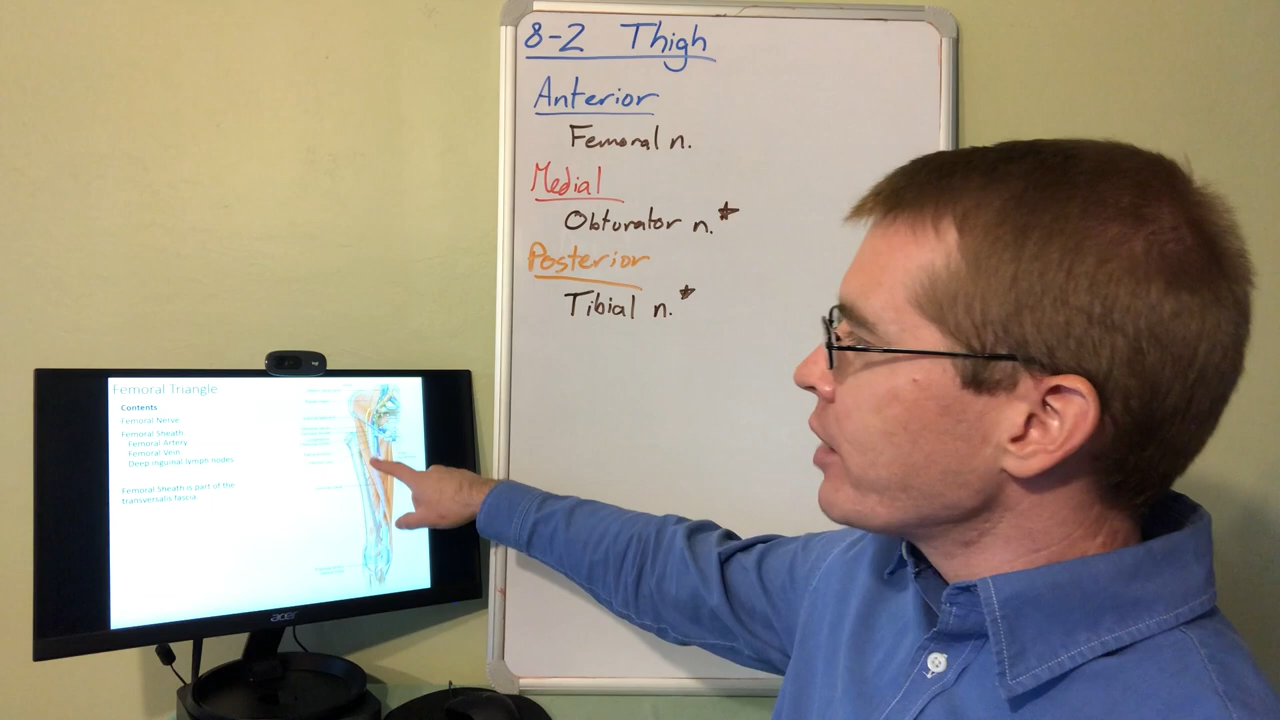 8-2 Thigh
Anterior
Femoral n.
Medial
Obturator n.*
Posterior
Tibial n.*
Femoral Triangle
Contents
Femoral Nerve
Femoral Sheath
Femoral Artery
Femoral Vein
Deep inguinal lymph nodes
Femoral Sheath is part of the
transversalis fascia
acer
logi